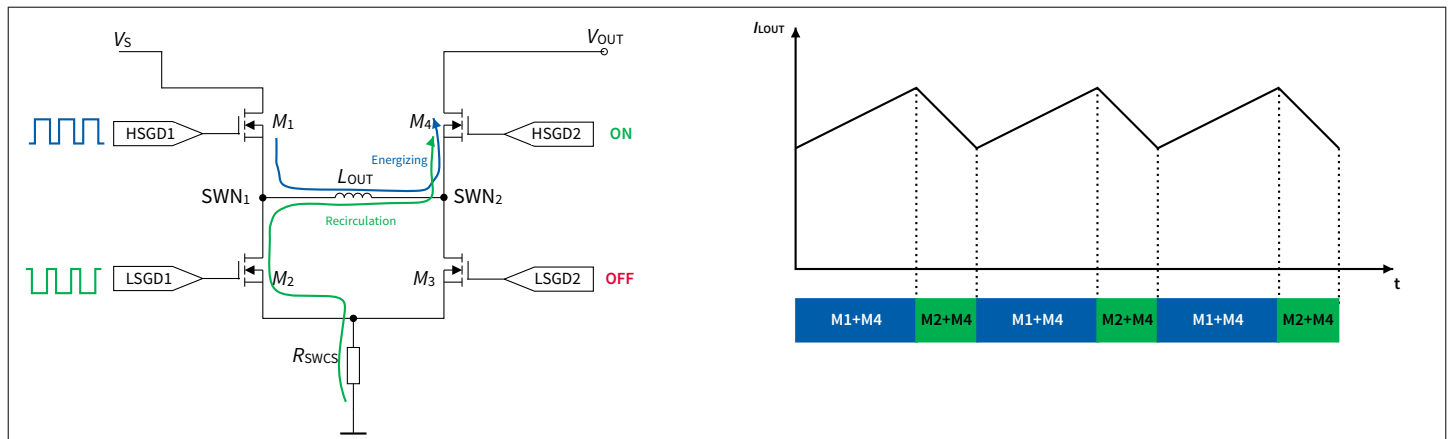 VS
VOUT
HSGD1
M1
M4
HSGD2
ON
Energizing
LOUT
SWN1
SWN2
Recirculation
LSGD1
M2
M3
LSGD2
OFF
RSWCS
ILOUT
t
M1+M4
M2+M4
M1+M4
M2+M4
M1+M4
M2+M4